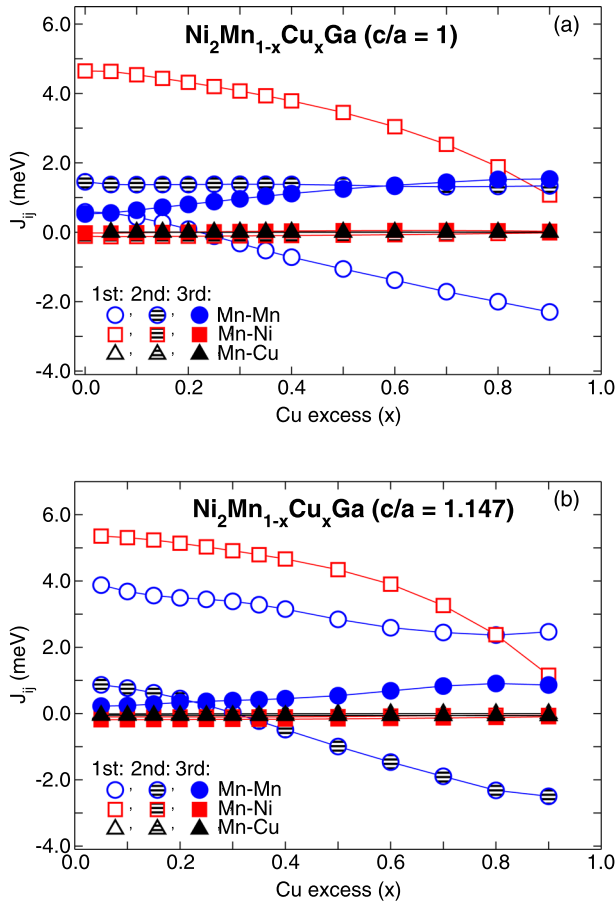 6.0
4.0
2.0
0.0
-2.0
-4.0
J_ij (meV)
Ni2Mn1-xCuxGa (c/a = 1)
(a)
1st: 2nd: 3rd:
, , Mn-Mn
, , Mn-Ni
, , Mn-Cu
0.0 0.2 0.4 0.6 0.8 1.0
Cu excess (x)
6.0
4.0
2.0
0.0
-2.0
-4.0
J_ij (meV)
Ni2Mn1-xCuxGa (c/a = 1.147)
(b)
1st: 2nd: 3rd:
, , Mn-Mn
, , Mn-Ni
, , Mn-Cu
0.0 0.2 0.4 0.6 0.8 1.0
Cu excess (x)